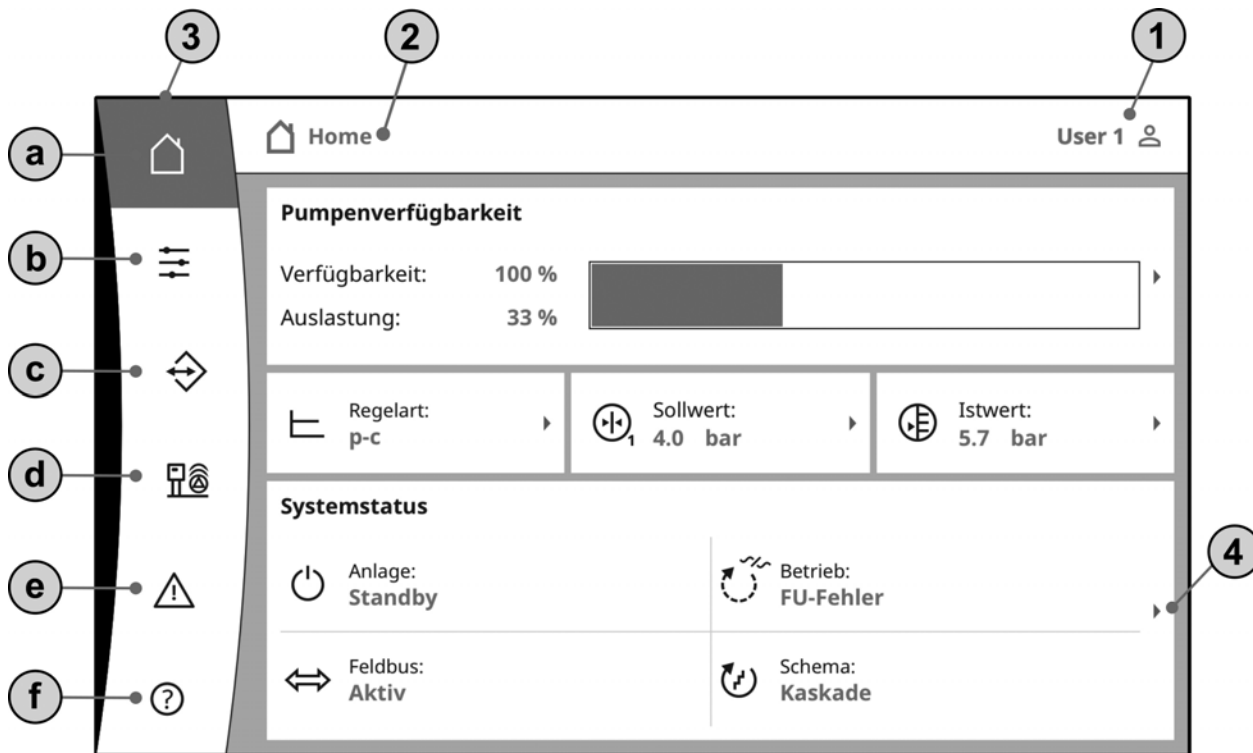 3 2 1
a
Home User 1
Pumpenverfügbarkeit
b
Verfügbarkeit: 100 %
Auslastung: 33 %
c
Regelart:
p-c
1
Sollwert:
4.0 bar
Istwert:
5.7 bar
d
Systemstatus
4
e
Anlage:
Standby
Betrieb:
FU-Fehler
f
Feldbus:
Aktiv
Schema:
Kaskade